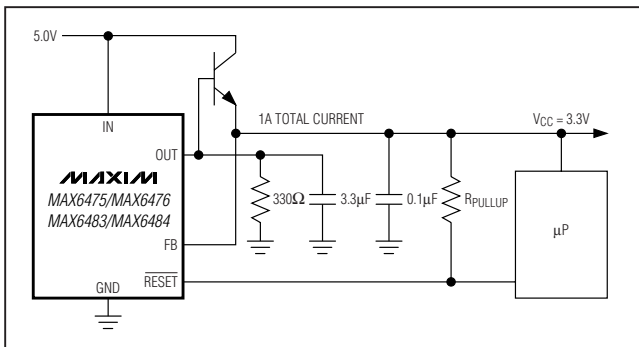 5.0V
1A TOTAL CURRENT
VCC = 3.3V
IN
OUT
MAXIM
MAX6475/MAX6476
MAX6483/MAX6484
330Ω
3.3µF
0.1µF
RPULLUP
µP
FB
GND
RESET